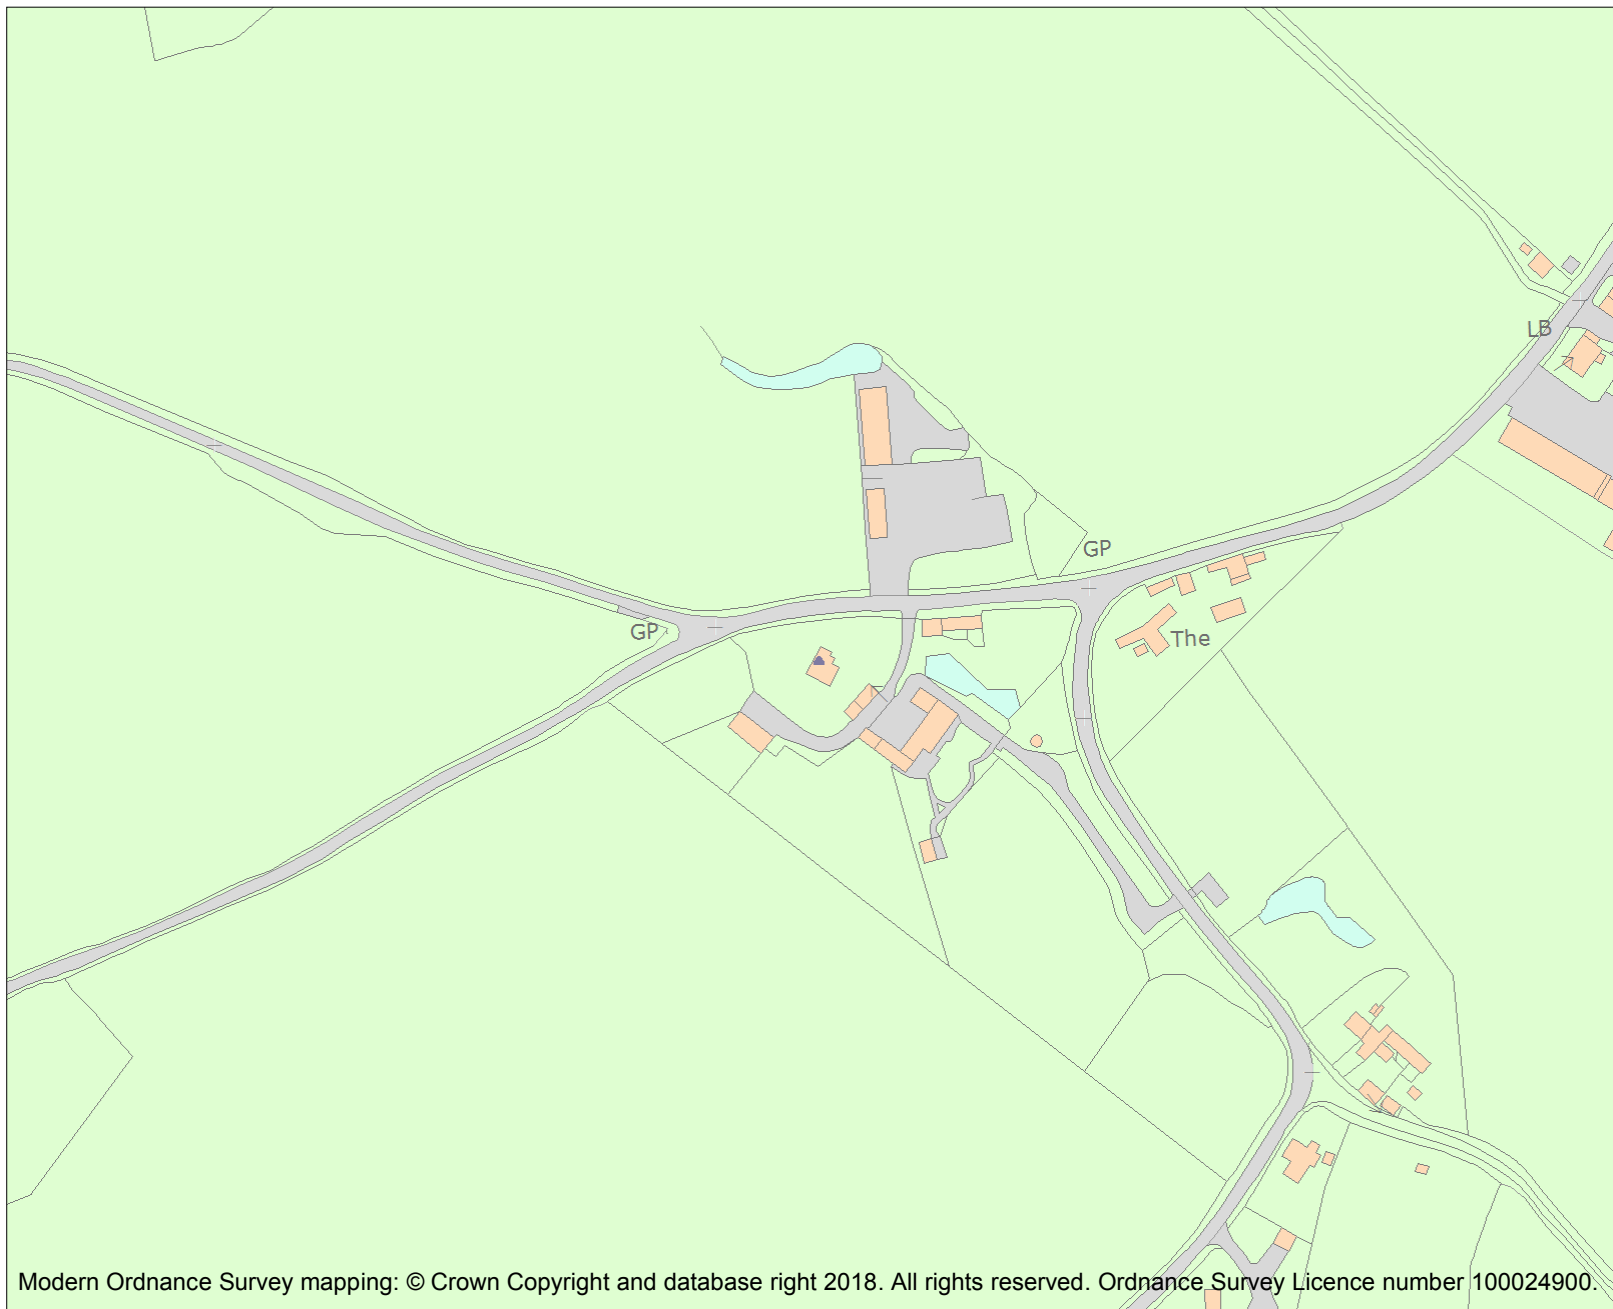 LB
GP
GP
The
Modern Ordnance Survey mapping: © Crown Copyright and database right 2018. All rights reserved. Ordnance Survey Licence number 100024900.